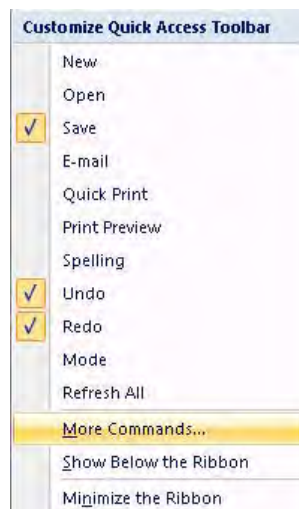 Customize Quick Access Toolbar
New
Open
Save
E-mail
Quick Print
Print Preview
Spelling
Undo
Redo
Mode
Refresh All
More Commands...
Show Below the Ribbon
Minimize the Ribbon